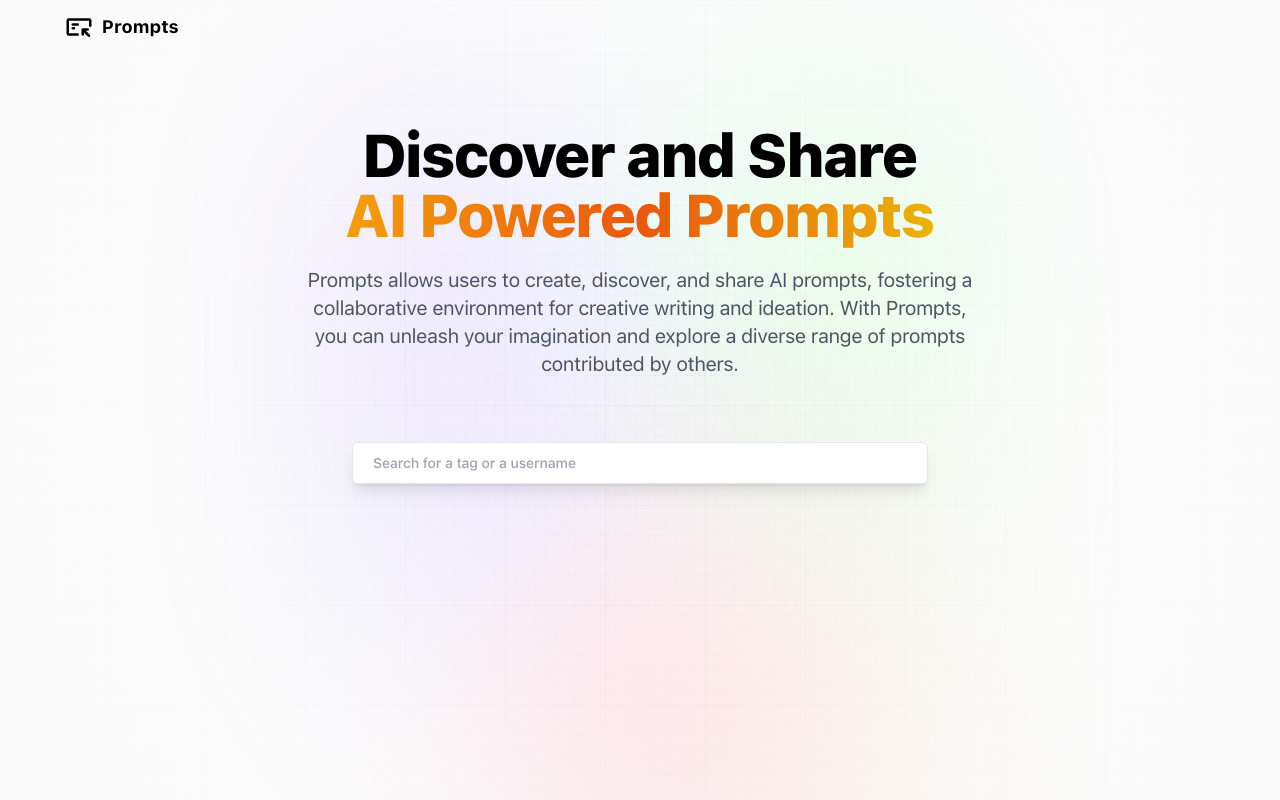 Prompts
Discover and Share
AI Powered Prompts
Prompts allows users to create, discover, and share AI prompts, fostering a
collaborative environment for creative writing and ideation. With Prompts,
you can unleash your imagination and explore a diverse range of prompts
contributed by others.
Search for a tag or a username